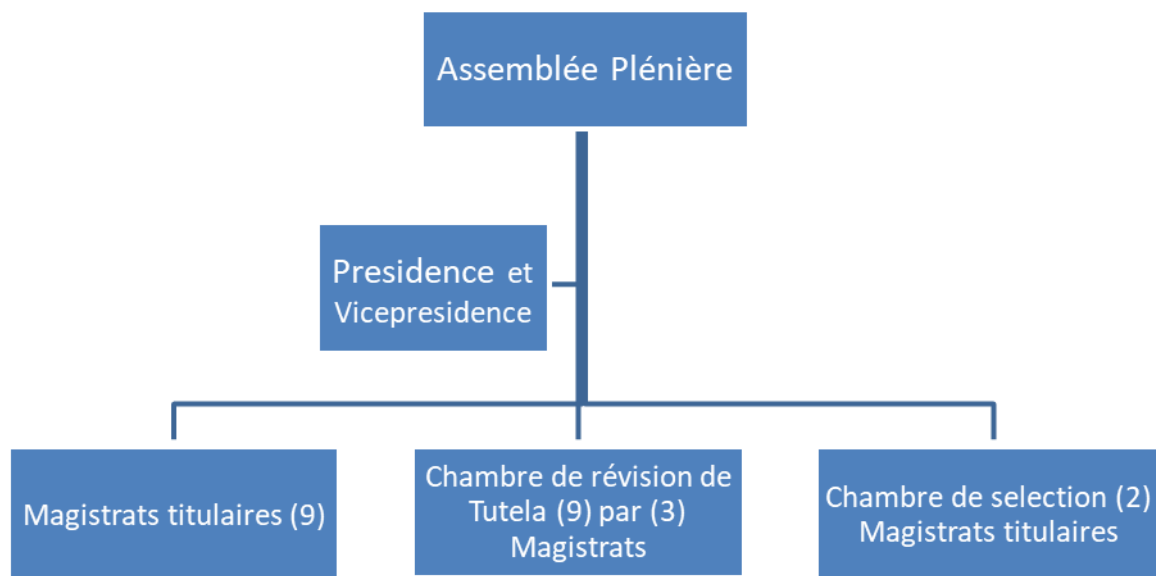 Assemblée Plénière
Presidence et
Vicepresidence
Magistrats titulaires (9)
Chambre de révision de
Tutela (9) par (3)
Magistrats
Chambre de selection (2)
Magistrats titulaires